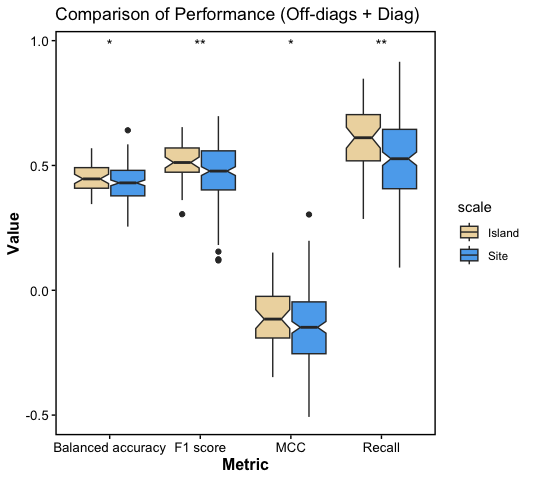 Comparison of Performance (Off-diags + Diag)
* ** * **
1.0
0.5
0.0
-0.5
Value
Balanced accuracy F1 score MCC Recall
Metric
scale
Island
Site